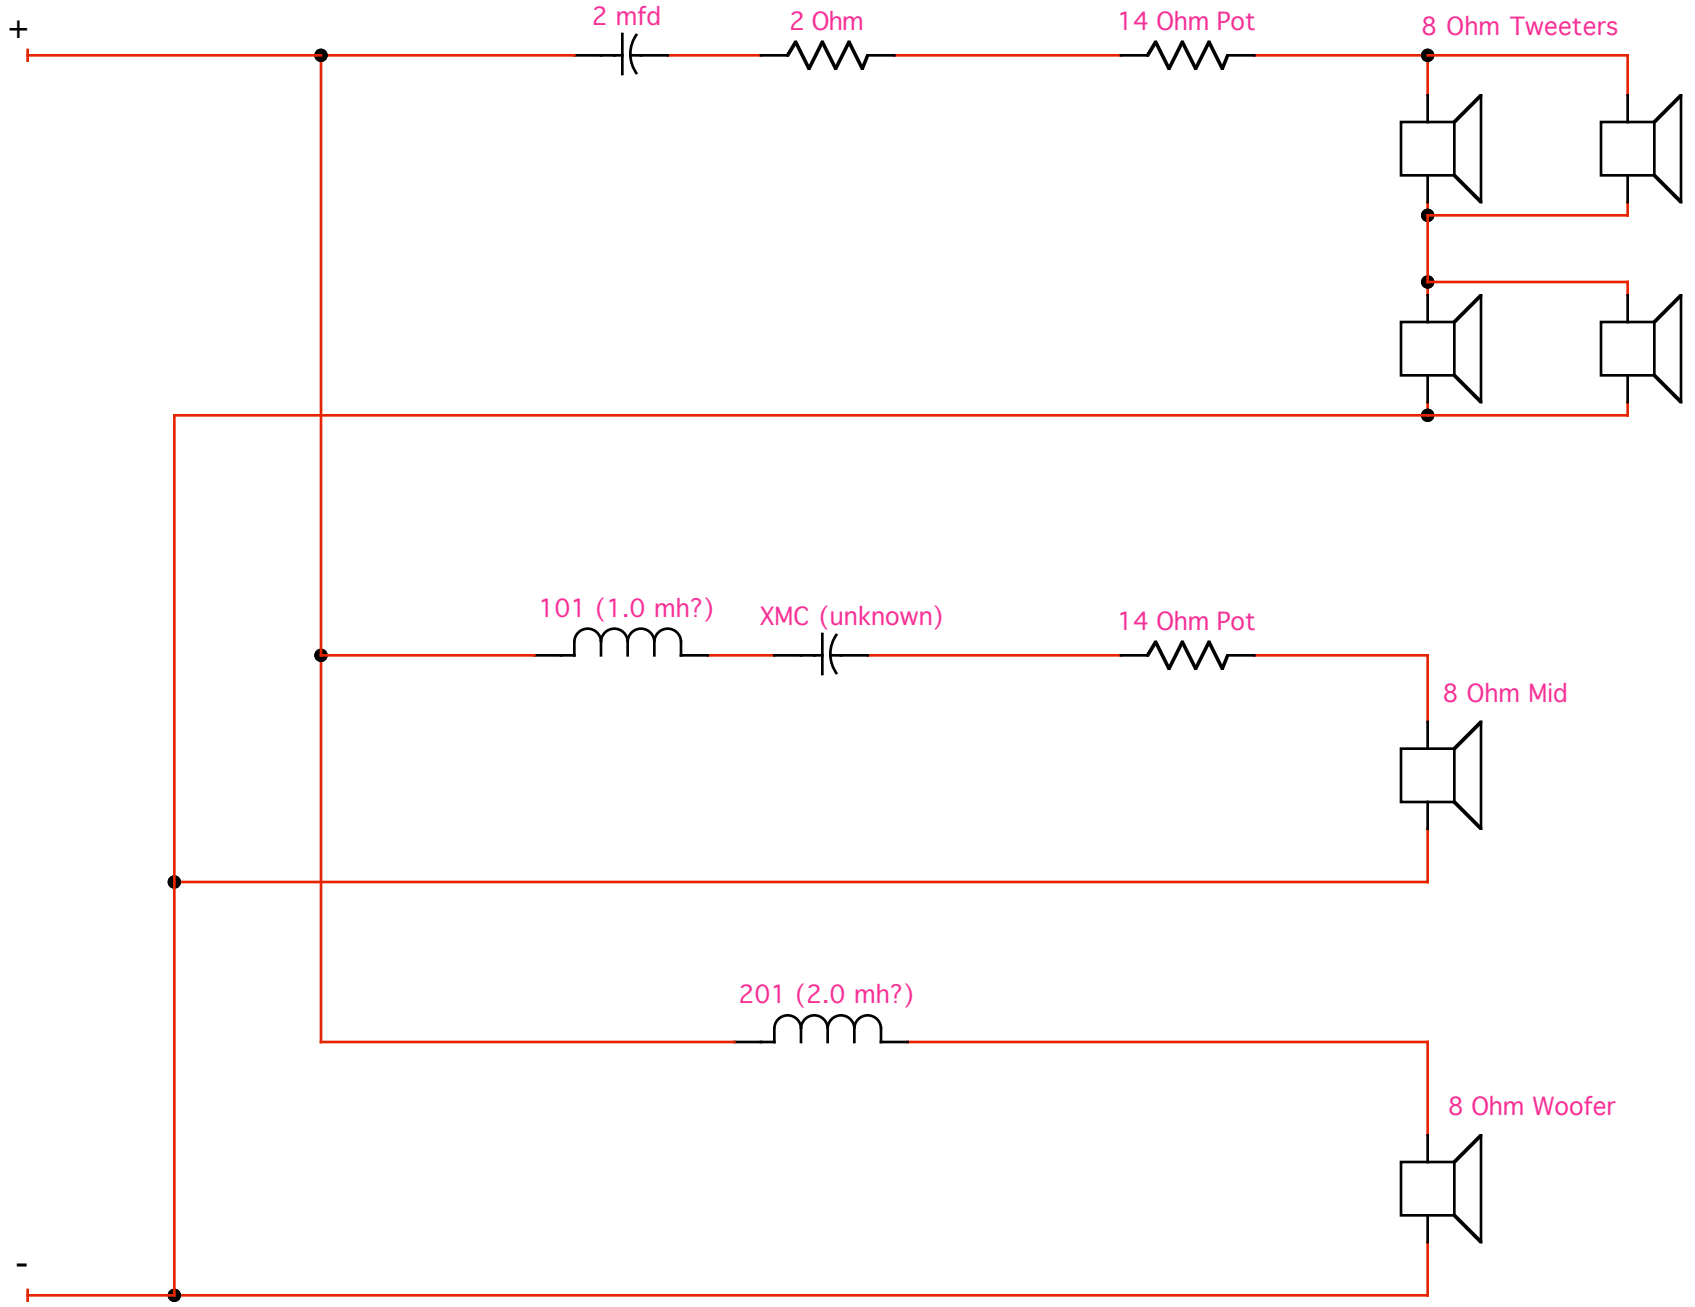 +
2 mfd
2 Ohm
14 Ohm Pot
8 Ohm Tweeters
101 (1.0 mh?)
XMC (unknown)
14 Ohm Pot
8 Ohm Mid
201 (2.0 mh?)
8 Ohm Woofer
-